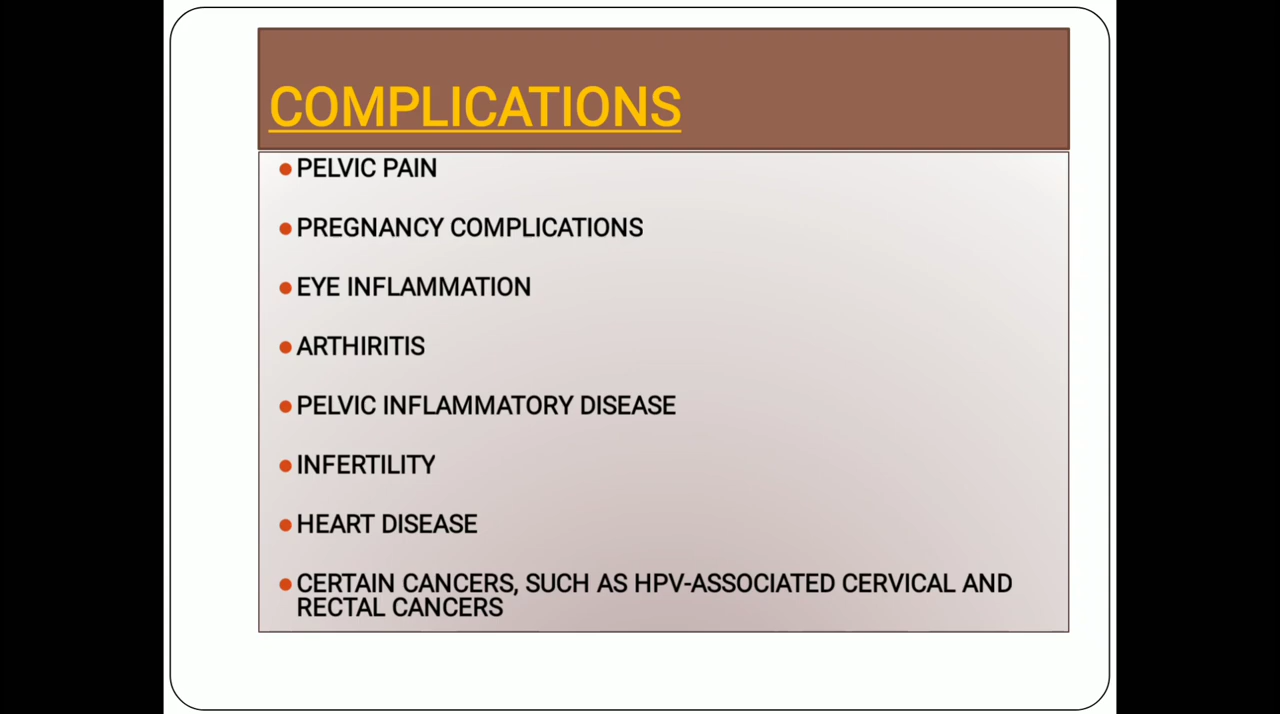 COMPLICATIONS
PELVIC PAIN
PREGNANCY COMPLICATIONS
EYE INFLAMMATION
ARTHIRITIS
PELVIC INFLAMMATORY DISEASE
INFERTILITY
HEART DISEASE
CERTAIN CANCERS, SUCH AS HPV-ASSOCIATED CERVICAL AND
RECTAL CANCERS